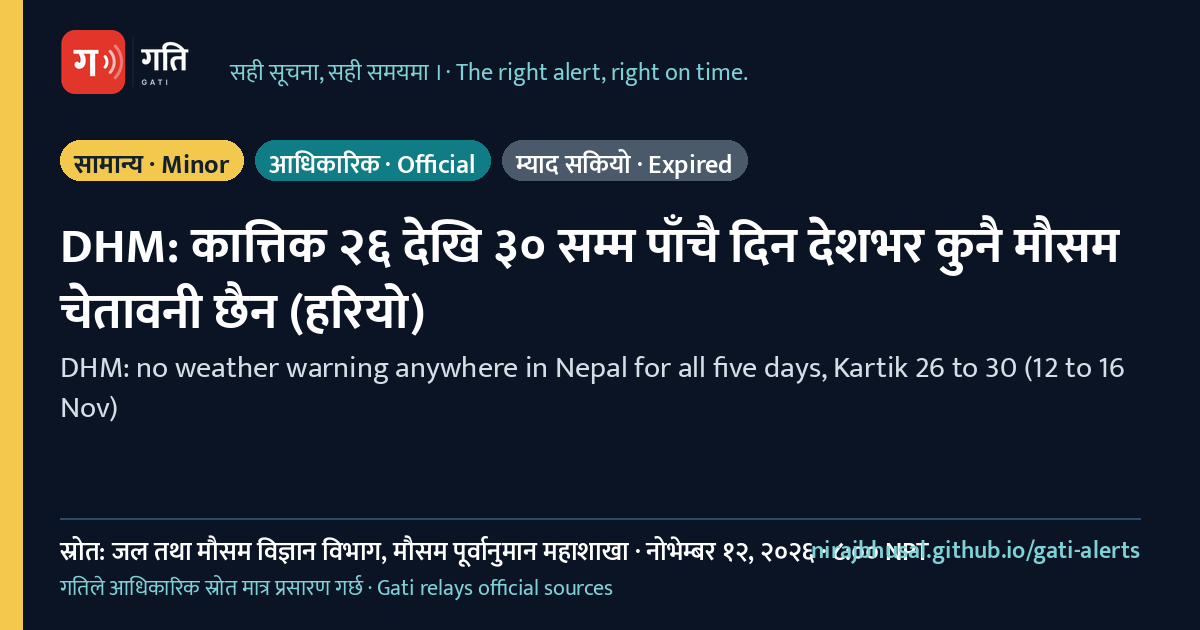 ग गति
GATI
सही सूचना, सही समयमा । · The right alert, right on time.
सामान्य · Minor
आधिकारिक · Official
म्याद सकियो · Expired
DHM: कात्तिक २६ देखि ३० सम्म पाँचै दिन देशभर कुनै मौसम
चेतावनी छैन (हरियो)
DHM: no weather warning anywhere in Nepal for all five days, Kartik 26 to 30 (12 to 16
Nov)
स्रोत: जल तथा मौसम विज्ञान विभाग, मौसम पूर्वानुमान महाशाखा · नोभेम्बर १२, २०२६ · NPT
github.io/gati-alerts
गतिले आधिकारिक स्रोत मात्र प्रसारण गर्छ · Gati relays official sources